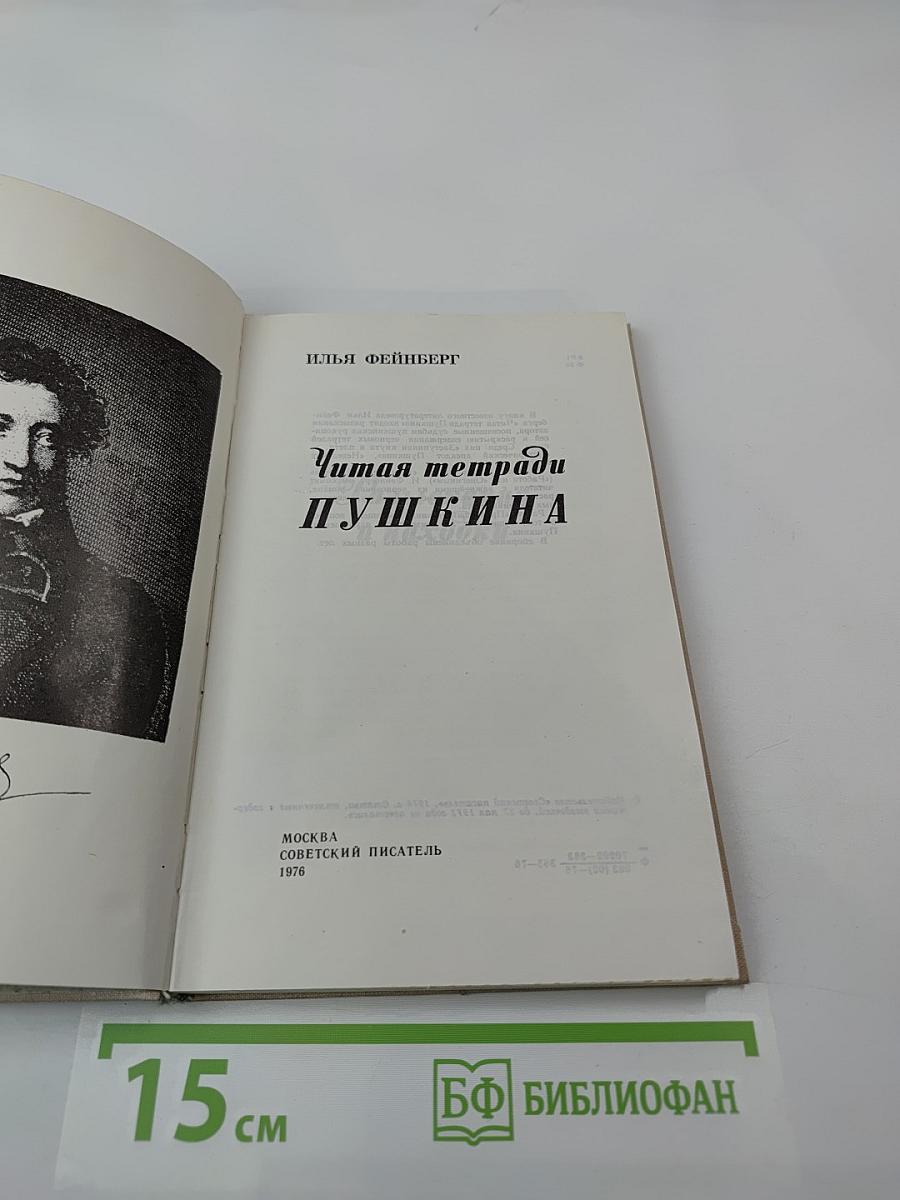 ИЛЬЯ ФЕЙНБЕРГ
Читая тетради
ПУШКИНА
МОСКВА
СОВЕТСКИЙ ПИСАТЕЛЬ
1976
15 см
БФ БИБЛИОФАН